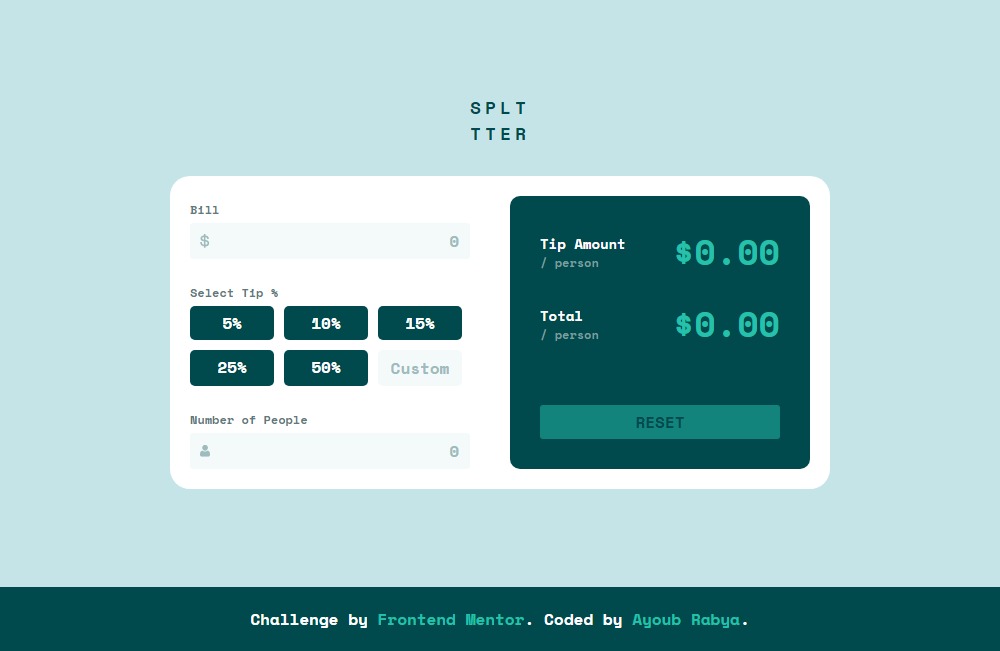 SPLT
TTER
Bill
$ 0
Select Tip %
5% 10% 15%
25% 50% Custom
Number of People
0
Tip Amount
/ person
$0.00
Total
/ person
$0.00
RESET
Challenge by Frontend Mentor. Coded by Ayoub Rabya.